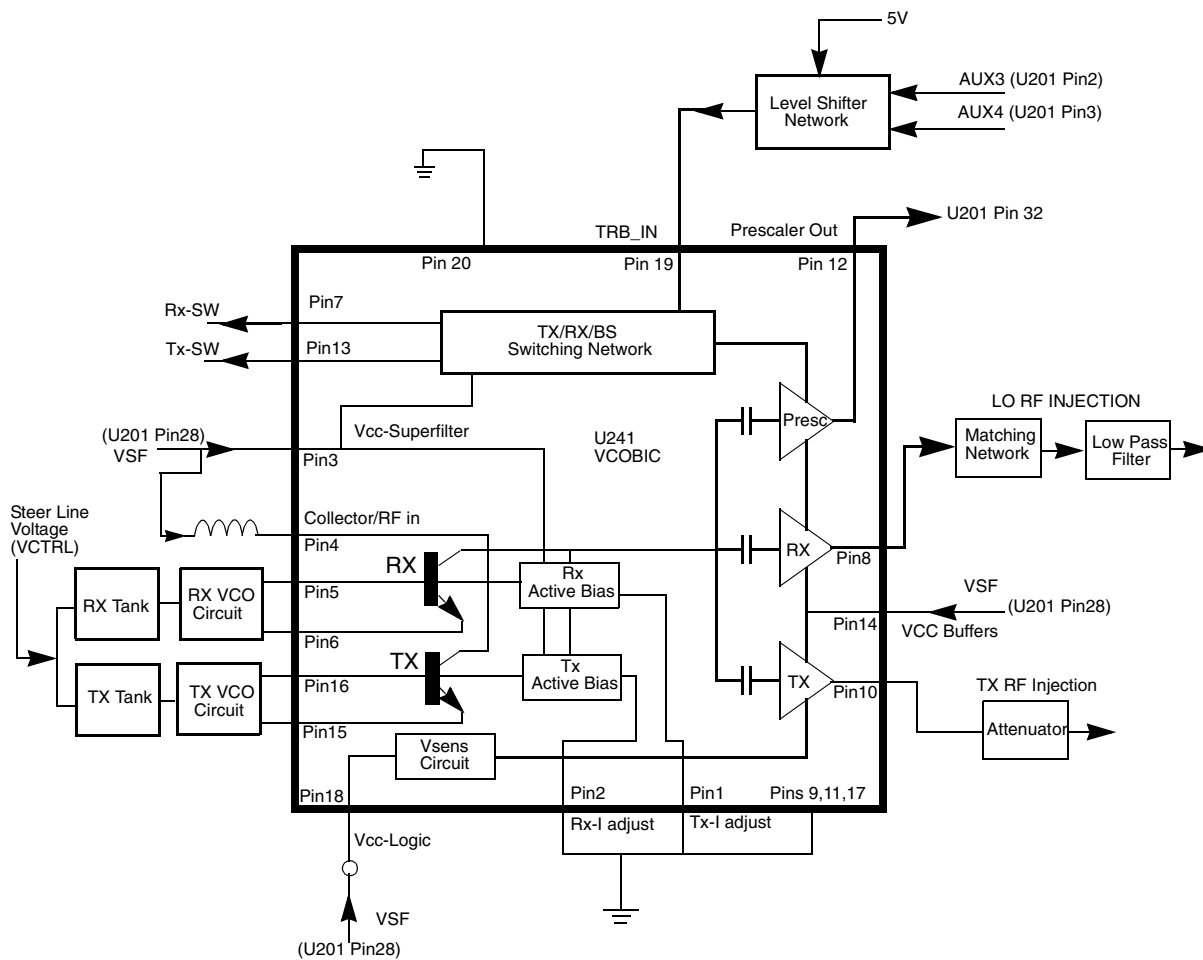 5V
Level Shifter
Network
AUX3 (U201 Pin2)
AUX4 (U201 Pin3)
U201 Pin 32
TRB_IN
Prescaler Out
Pin 20
Pin 19
Pin 12
Rx-SW
Pin7
Tx-SW
Pin13
TX/RX/BS
Switching Network
Presc
LO RF INJECTION
Matching
Network
Low Pass
Filter
(U201 Pin28)
VSF
Vcc-Superfilter
Pin3
U241
VCOBIC
Steer Line
Voltage
(VCTRL)
Collector/RF in
Pin4
RX
RX
Pin8
Rx
Active Bias
RX Tank
RX VCO
Circuit
Pin5
Pin6
VSF
(U201 Pin28)
Pin14
VCC Buffers
TX
Tx
Active Bias
TX
Pin10
TX Tank
TX VCO
Circuit
Pin16
Pin15
TX RF Injection
Attenuator
Vsens
Circuit
Pin18
Pin2
Pin1
Pins 9,11,17
Rx-I adjust
Tx-I adjust
Vcc-Logic
VSF
(U201 Pin28)